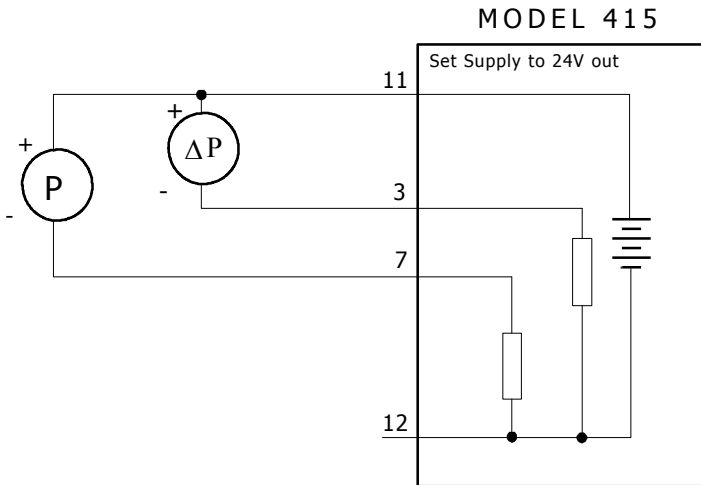 MODEL 415
Set Supply to 24V out
11
+
ΔP
-
+
P
-
3
7
12